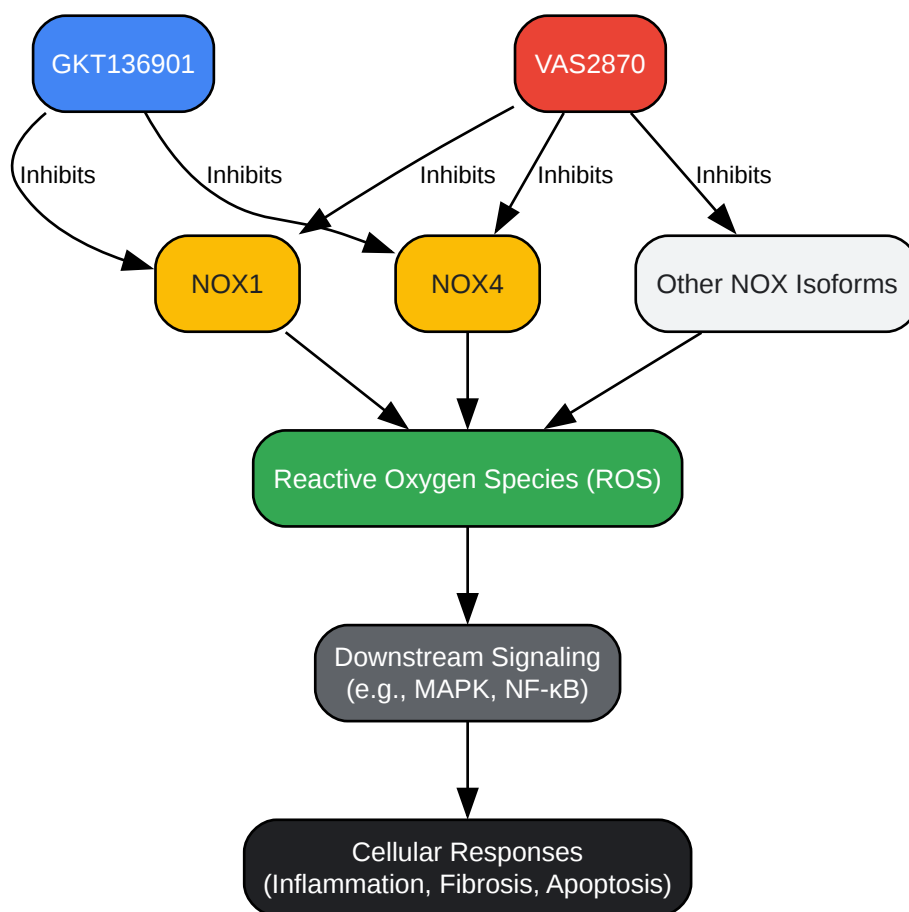 GKT136901
VAS2870
Inhibits
Inhibits
Inhibits
Inhibits
Inhibits
NOX1
NOX4
Other NOX Isoforms
Reactive Oxygen Species (ROS)
Downstream Signaling
(e.g., MAPK, NF-κB)
Cellular Responses
(Inflammation, Fibrosis, Apoptosis)